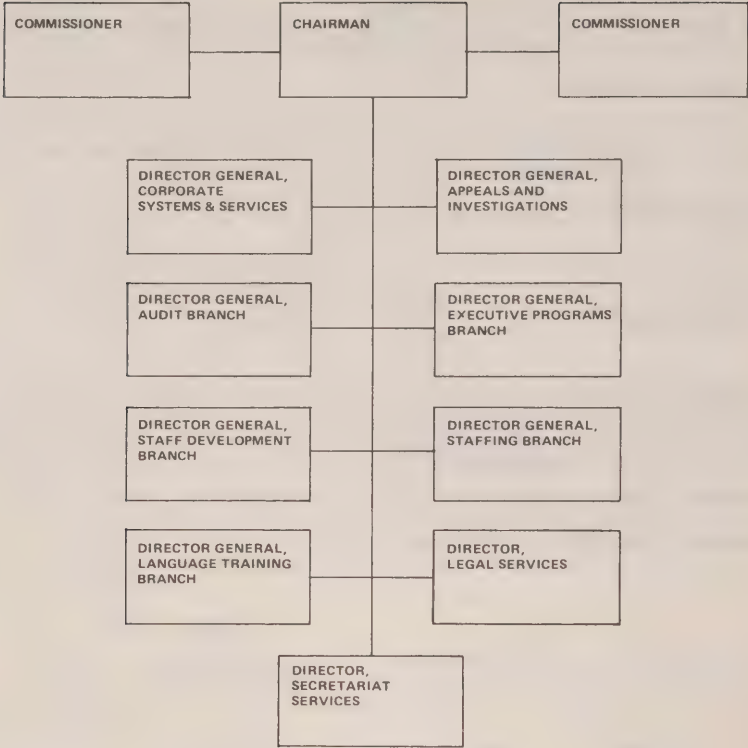 COMMISSIONER
CHAIRMAN
COMMISSIONER
DIRECTOR GENERAL,
CORPORATE
SYSTEMS & SERVICES
DIRECTOR GENERAL,
APPEALS AND
INVESTIGATIONS
DIRECTOR GENERAL,
AUDIT BRANCH
DIRECTOR GENERAL,
EXECUTIVE PROGRAMS
BRANCH
DIRECTOR GENERAL,
STAFF DEVELOPMENT
BRANCH
DIRECTOR GENERAL,
STAFFING BRANCH
DIRECTOR GENERAL,
LANGUAGE TRAINING
BRANCH
DIRECTOR,
LEGAL SERVICES
DIRECTOR,
SECRETARIAT
SERVICES